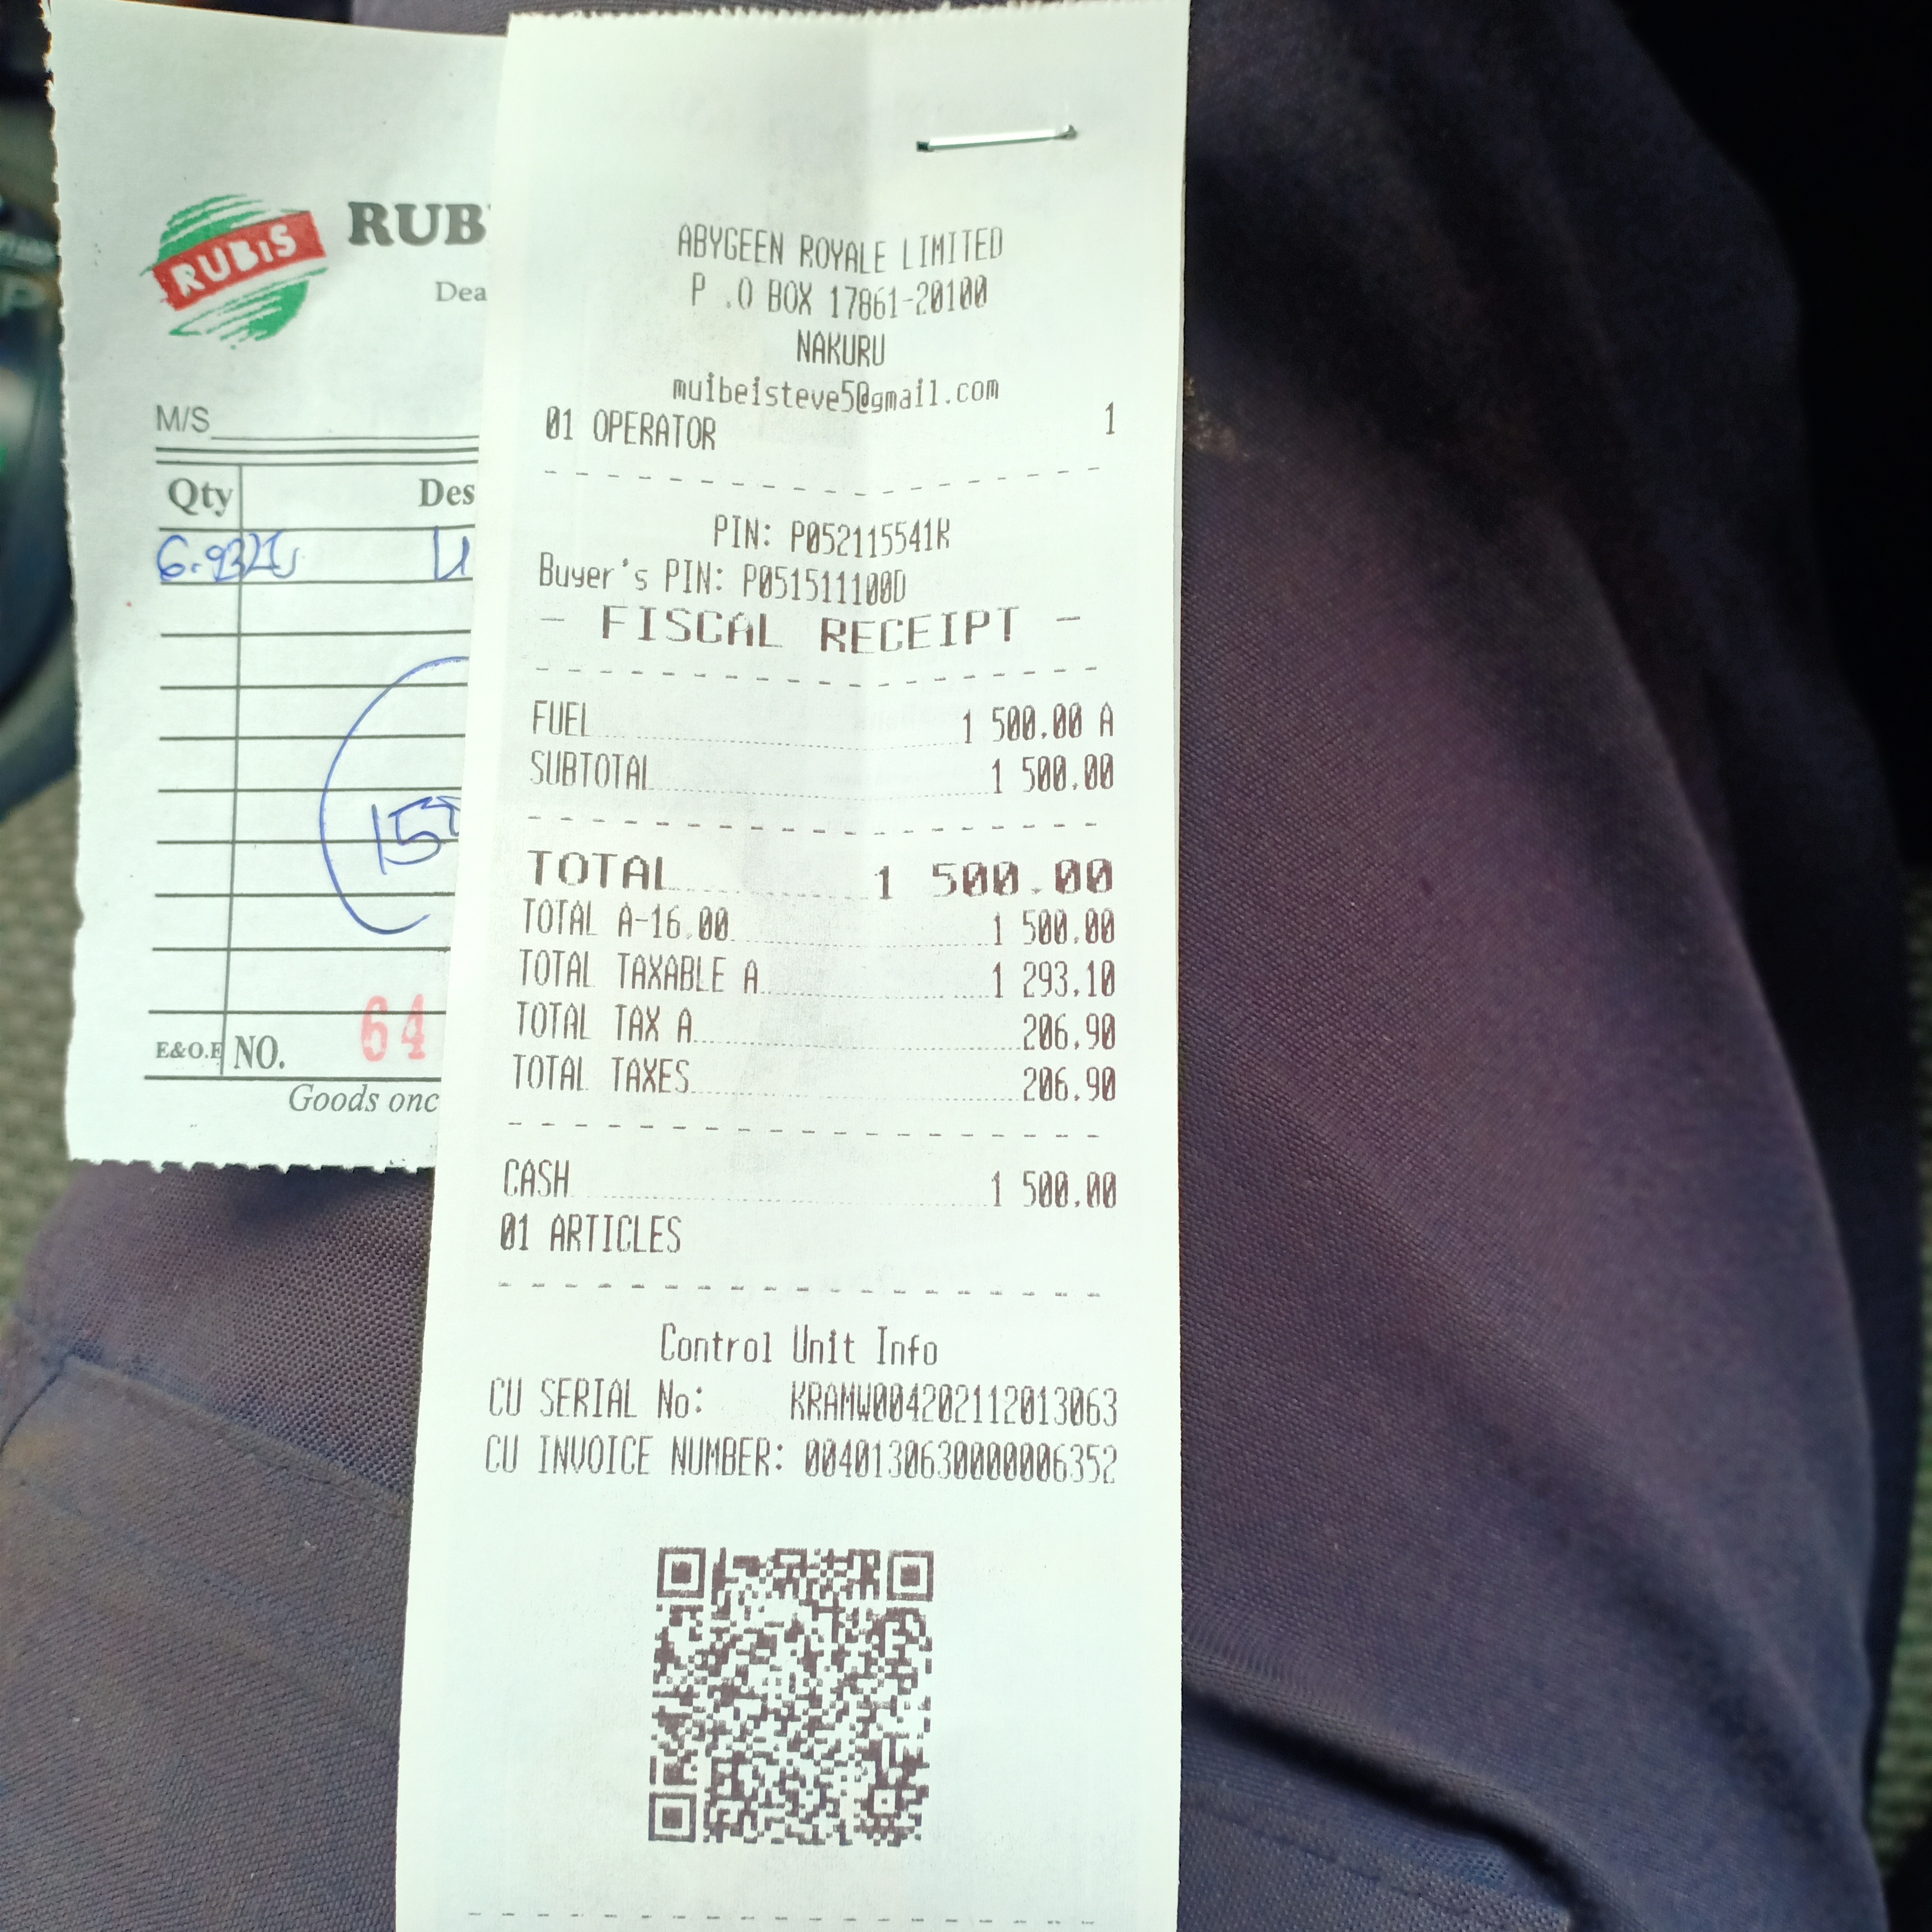 RUBIS
RUB
Dea
M/S
Qty Des
6.92
15
E&O.E NO. 64
Goods onc
ABYGEEN ROYALE LIMITED
P .O BOX 17861-20100
NAKURU
muibeisteve5@gmail.com
01 OPERATOR 1
PIN: P052115541R
Buyer's PIN: P051511100D
- FISCAL RECEIPT -
FUEL 1 500.00 A
SUBTOTAL 1 500.00
TOTAL 1 500.00
TOTAL A-16.00 1 500.00
TOTAL TAXABLE A 1 293.10
TOTAL TAX A 206.90
TOTAL TAXES 206.90
CASH 1 500.00
01 ARTICLES
Control Unit Info
CU SERIAL No: KRAMW004202112013063
CU INVOICE NUMBER: 0040130630000006352